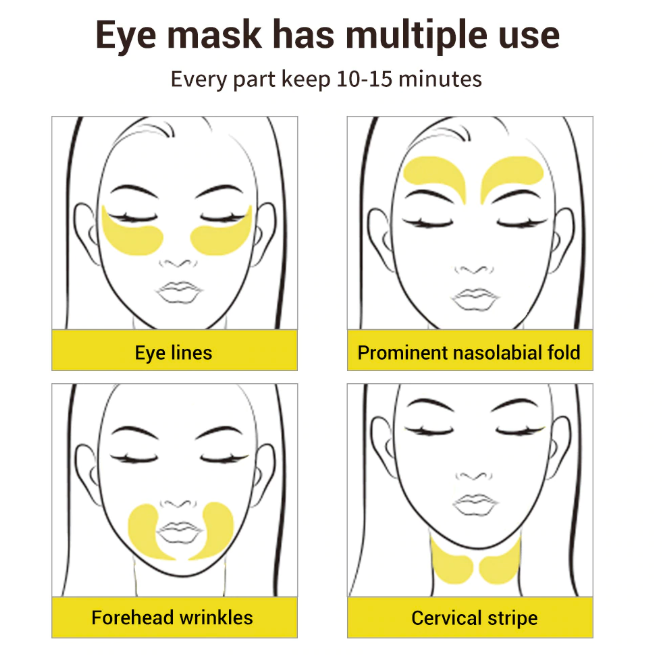 Eye mask has multiple use
Every part keep 10-15 minutes
Eye lines
Prominent nasolabial fold
Forehead wrinkles
Cervical stripe